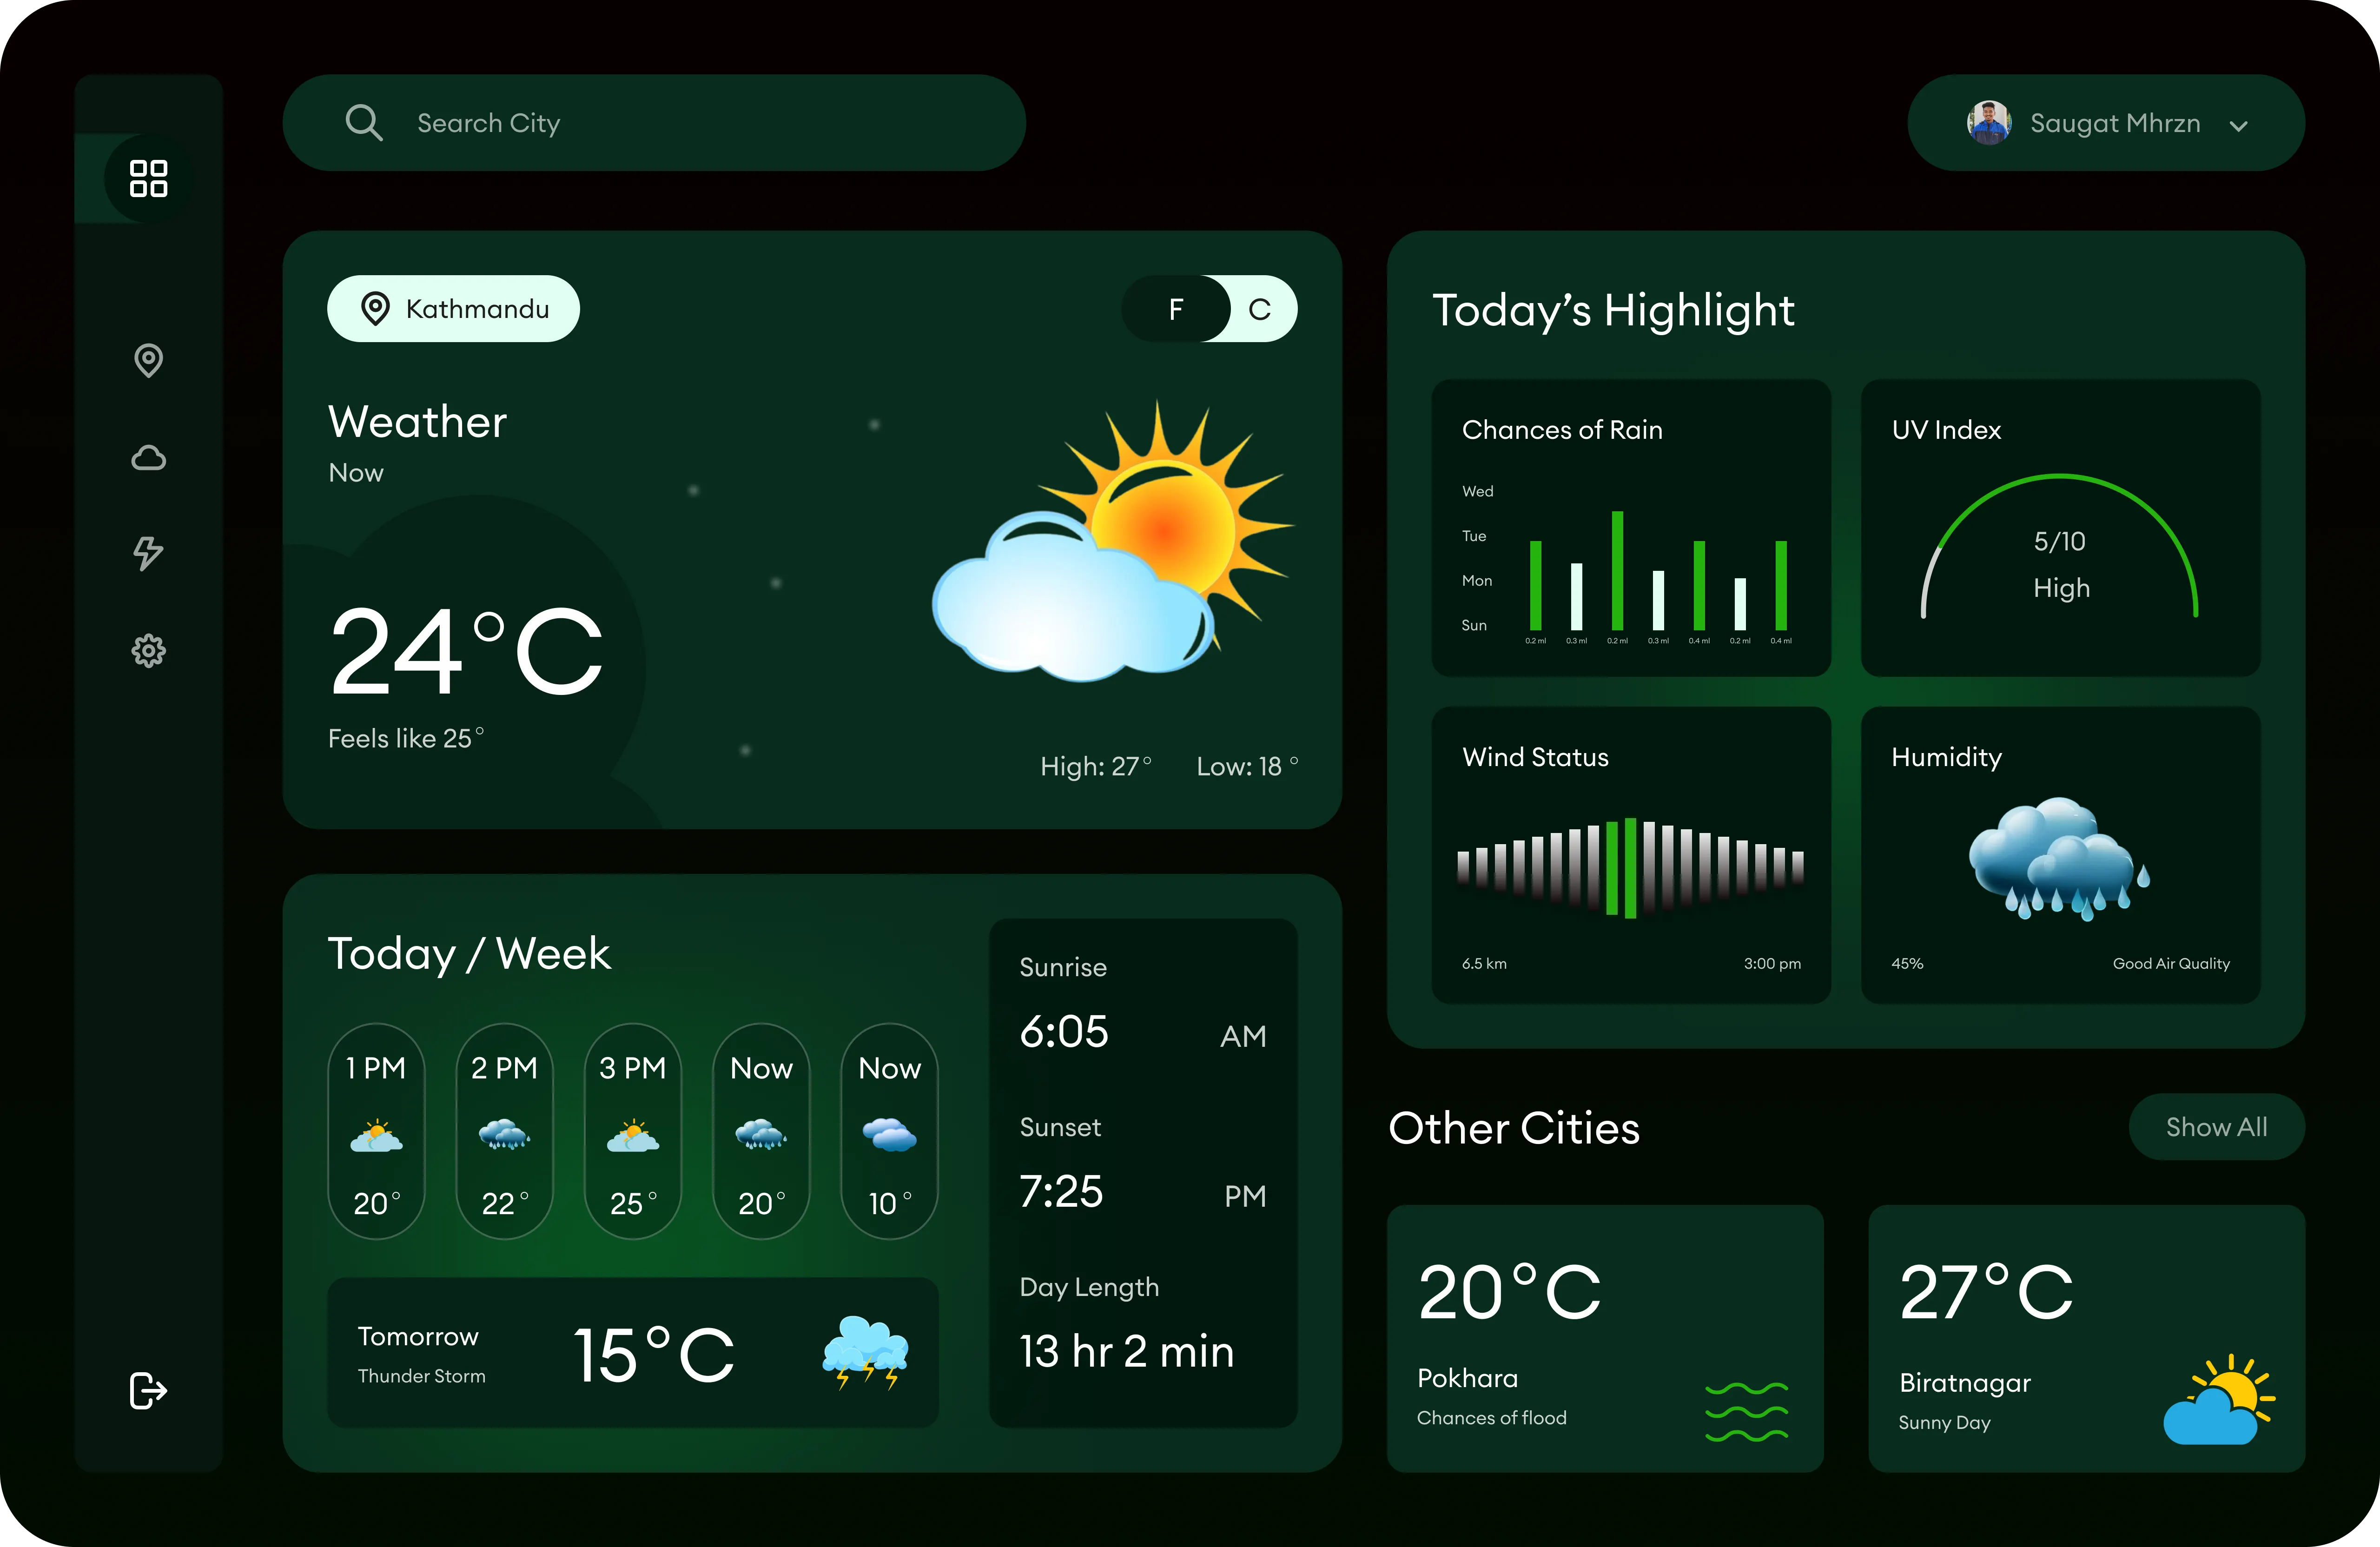 Search City
Saugat Mhrzn
Kathmandu
F C
Weather
Now
24°C
Feels like 25°
High: 27° Low: 18 °
Today / Week
1 PM 2 PM 3 PM Now Now
20° 22° 25° 20° 10°
Tomorrow
Thunder Storm
15°C
Sunrise
6:05 AM
Sunset
7:25 PM
Day Length
13 hr 2 min
Today’s Highlight
Chances of Rain
Wed
Tue
Mon
Sun
0.2 ml 0.3 ml 0.2 ml 0.3 ml 0.4 ml 0.2 ml 0.4 ml
UV Index
5/10
High
Wind Status
6.5 km 3:00 pm
Humidity
45% Good Air Quality
Other Cities
Show All
20°C
Pokhara
Chances of flood
27°C
Biratnagar
Sunny Day